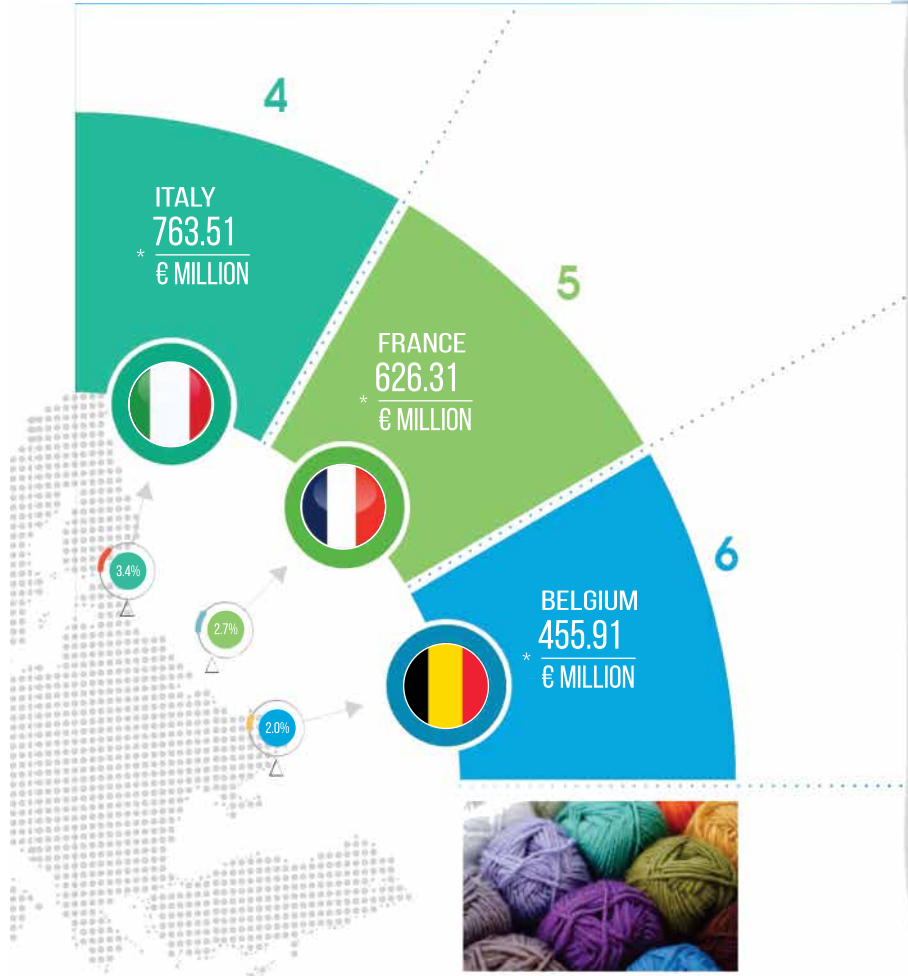 4
ITALY
763.51
*
€ MILLION
5
FRANCE
626.31
*
€ MILLION
6
BELGIUM
455.91
*
€ MILLION
3.4%
2.7%
2.0%